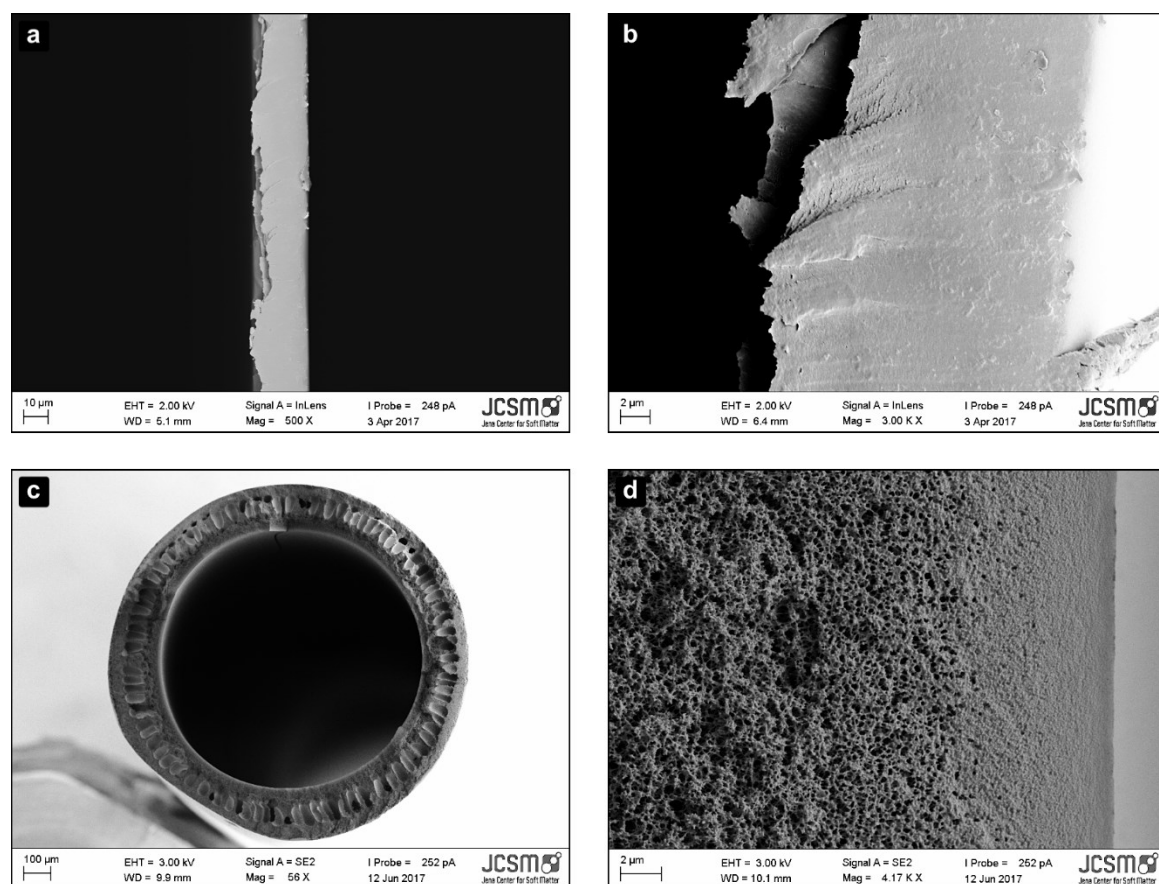 a
10 µm
EHT = 2.00 kV
WD = 5.1 mm
Signal A = InLens
Mag = 500 X
I Probe = 248 pA
3 Apr 2017
JCSM
Jena Center for Soft Matter
b
2 µm
EHT = 2.00 kV
WD = 6.4 mm
Signal A = InLens
Mag = 3.00 K X
I Probe = 248 pA
3 Apr 2017
JCSM
Jena Center for Soft Matter
c
100 µm
EHT = 3.00 kV
WD = 9.9 mm
Signal A = SE2
Mag = 56 X
I Probe = 252 pA
12 Jun 2017
JCSM
Jena Center for Soft Matter
d
2 µm
EHT = 3.00 kV
WD = 10.1 mm
Signal A = SE2
Mag = 4.17 K X
I Probe = 252 pA
12 Jun 2017
JCSM
Jena Center for Soft Matter